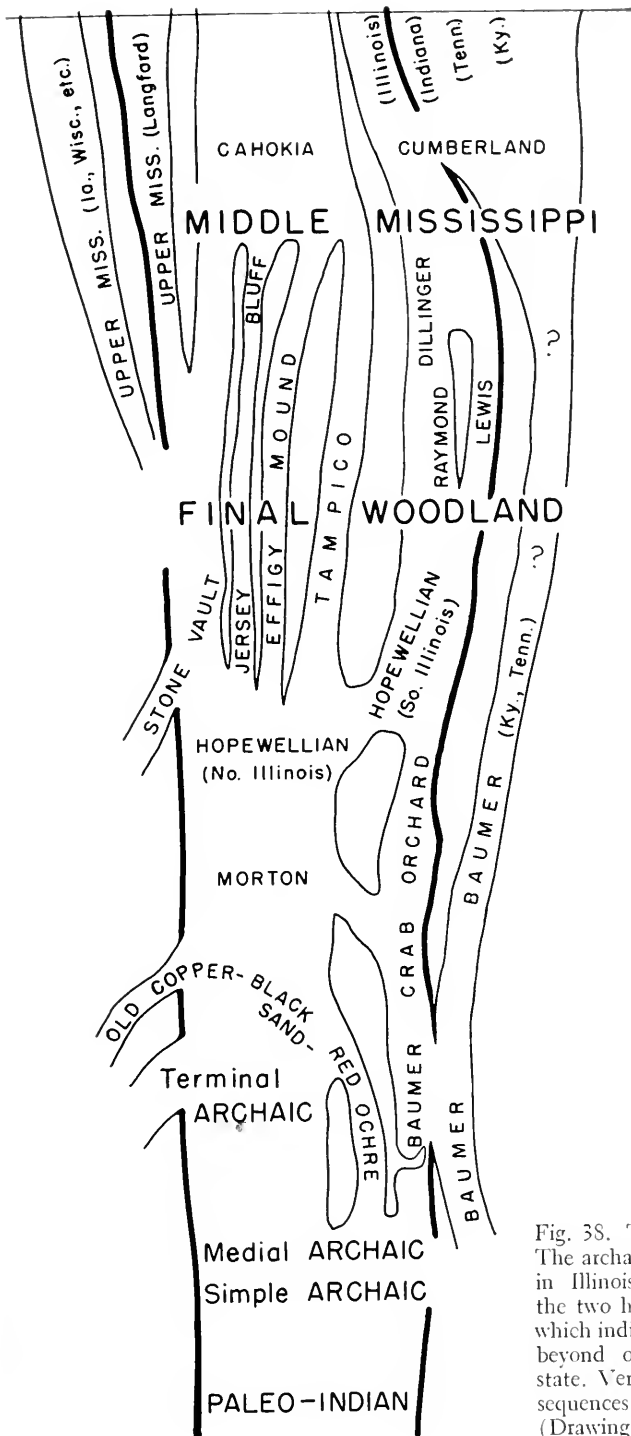 UPPER MISS. (Ia., Wisc., etc.)
UPPER MISS. (Langford)
(Illinois)
(Indiana)
(Tenn.)
(Ky.)
CAHOKIA
CUMBERLAND
MIDDLE MISSISSIPPI
BLUFF
DILLINGER
?
RAYMOND
LEWIS
EFFIGY MOUND
TAMPICO
FINAL WOODLAND
?
STONE VAULT
JERSEY
HOPEWELLIAN
(So. Illinois)
HOPEWELLIAN
(No. Illinois)
BAUMER (Ky., Tenn.)
CRAB ORCHARD
MORTON
OLD COPPER-BLACK
SAND-
RED OCHRE
Terminal
ARCHAIC
BAUMER
BAUMER
Medial ARCHAIC
Simple ARCHAIC
PALEO-INDIAN
Fig. 38.
The archa
in Illinois
the two
which indi
beyond o
state. Ver
sequences
(Drawing